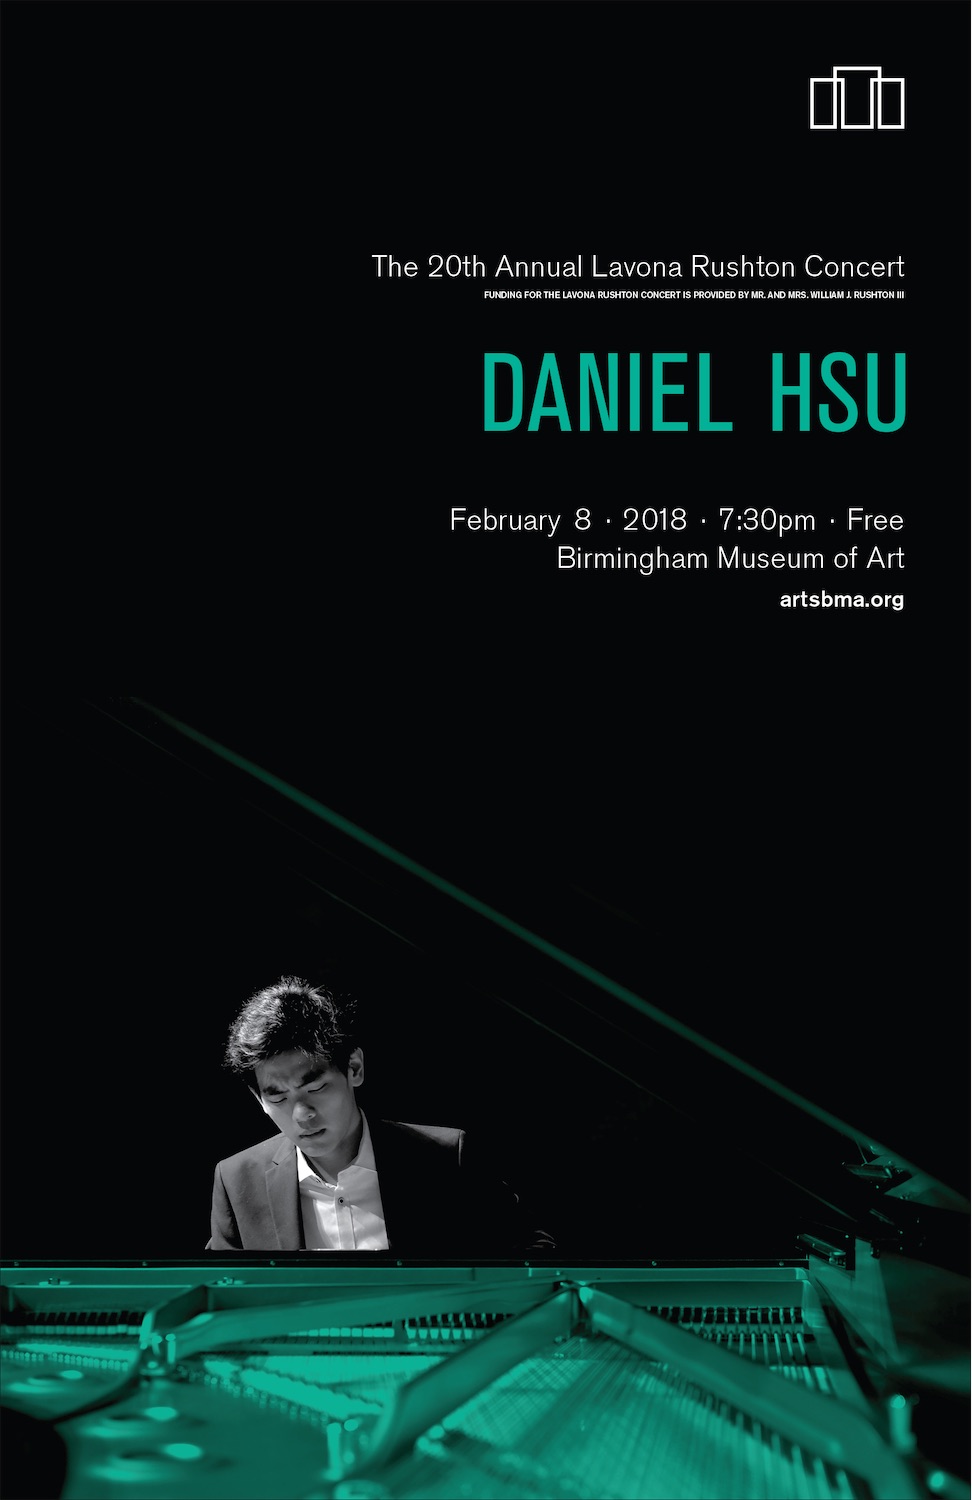 The 20th Annual Lavona Rushton Concert
FUNDING FOR THE LAVONA RUSHTON CONCERT IS PROVIDED BY MR. AND MRS. WILLIAM J. RUSHTON III
DANIEL HSU
February 8 · 2018 · 7:30pm · Free
Birmingham Museum of Art
artsbma.org